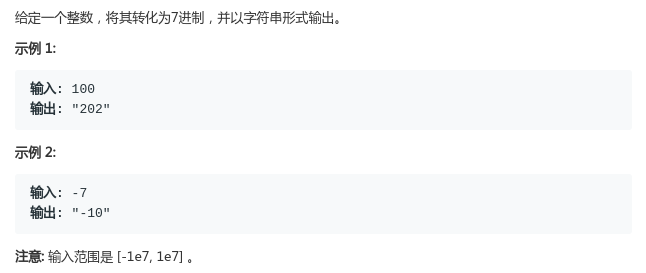 给定一个整数，将其转化为7进制，并以字符串形式输出。
示例 1:
输入: 100
输出: "202"
示例 2:
输入: -7
输出: "-10"
注意: 输入范围是 [-1e7, 1e7] 。